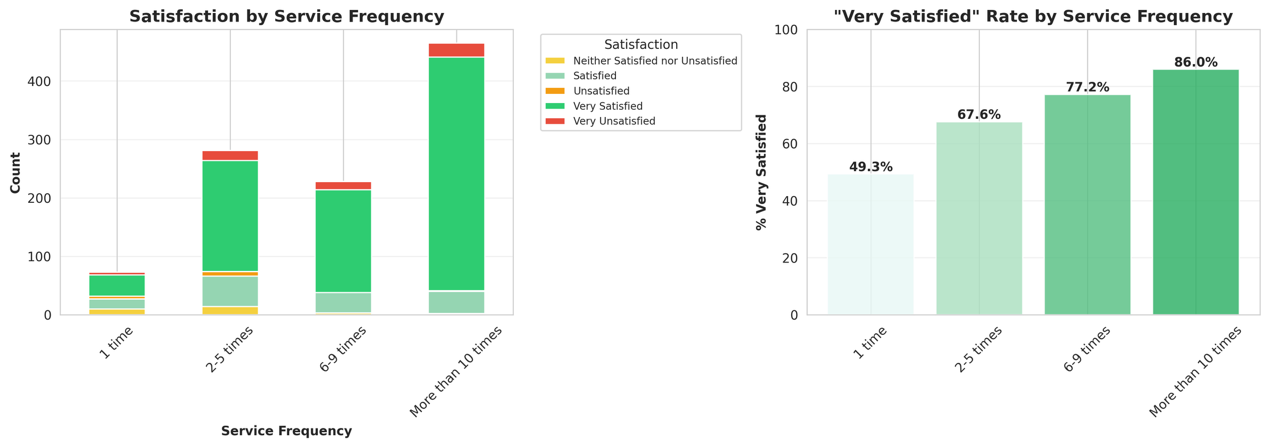 Satisfaction by Service Frequency
Count
400
300
200
100
0
1 time
2-5 times
6-9 times
More than 10 times
Service Frequency
Satisfaction
Neither Satisfied nor Unsatisfied
Satisfied
Unsatisfied
Very Satisfied
Very Unsatisfied
"Very Satisfied" Rate by Service Frequency
% Very Satisfied
100
80
60
40
20
0
49.3%
67.6%
77.2%
86.0%
1 time
2-5 times
6-9 times
More than 10 times